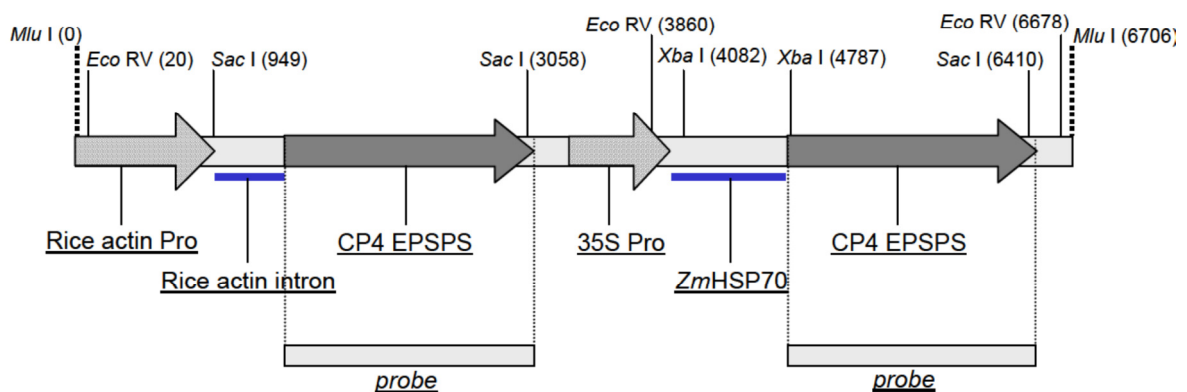 Mlu I (0)
Eco RV (20)
Sac I (949)
Sac I (3058)
Eco RV (3860)
Xba I (4082)
Xba I (4787)
Sac I (6410)
Eco RV (6678)
Mlu I (6706)
Rice actin Pro
Rice actin intron
CP4 EPSPS
35S Pro
ZmHSP70
CP4 EPSPS
probe
probe